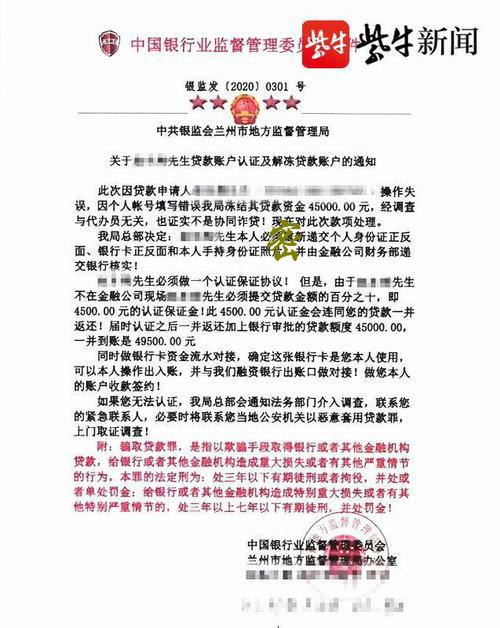 中国银行业监督管理委员
件
紫牛
紫牛新闻
银监发〔2020〕0301 号
中共银监会兰州市地方监督管理局
关于 先生贷款账户认证及解冻贷款账户的通知
此次因贷款申请人 操作失
误，因个人帐号填写错误我局冻结其贷款资金 45000.00 元，经调查
与代办员无关，也证实不是协同诈贷！现在对此次款项处理。
我局总部决定： 先生本人必须重新递交个人身份证正反
面、银行卡正反面和本人手持身份证照片，并由金融公司财务部递
交银行核实！
密
先生必须做一个认证保证协议！但是，由于 先生
不在金融公司现场 先生必须提交贷款金额的百分之十，即
4500.00 元的认证保证金！此 4500.00 元认证金会连同您的贷款一并
返还！届时认证之后一并返还加上银行审批的贷款额度 45000.00，
一并到账是 49500.00 元
同时做银行卡资金流水对接，确定这张银行卡是您本人使用，
可以本人操作出入账，并与我们融资银行出账口做对接！做您本人
的账户收款签约！
如果您无法认证，我局总部会通知法务部门介入调查，联系您
的紧急联系人，必要时将联系您当地公安机关以恶意套用贷款罪，
上门取证调查！
附：骗取贷款罪，是指以欺骗手段取得银行或者其他金融机构
贷款，给银行或者其他金融机构造成重大损失或者有其他严重情节
的行为。本罪的法定刑为：处三年以下有期徒刑或者拘役，并处或
者单处罚金；给银行或者其他金融机构造成特别重大损失或者有其
他特别严重情节的，处三年以上七年以下有期徒刑，并处罚金！
中国银行业监督管理委员会
兰州市地方监督管理局办公室